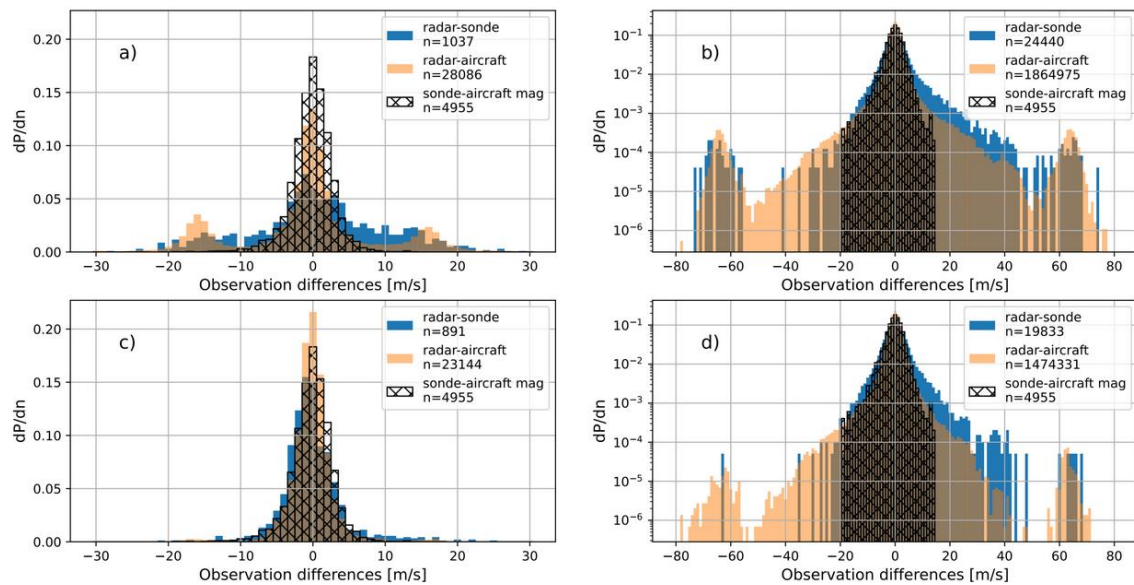 a)
radar-sonde
n=1037
radar-aircraft
n=28086
sonde-aircraft mag
n=4955
dP/dn
0.20
0.15
0.10
0.05
0.00
−30 −20 −10 0 10 20 30
Observation differences [m/s]
b)
radar-sonde
n=24440
radar-aircraft
n=1864975
sonde-aircraft mag
n=4955
dP/dn
10⁻¹
10⁻²
10⁻³
10⁻⁴
10⁻⁵
10⁻⁶
−80 −60 −40 −20 0 20 40 60 80
Observation differences [m/s]
c)
radar-sonde
n=891
radar-aircraft
n=23144
sonde-aircraft mag
n=4955
dP/dn
0.20
0.15
0.10
0.05
0.00
−30 −20 −10 0 10 20 30
Observation differences [m/s]
d)
radar-sonde
n=19833
radar-aircraft
n=1474331
sonde-aircraft mag
n=4955
dP/dn
10⁻¹
10⁻²
10⁻³
10⁻⁴
10⁻⁵
10⁻⁶
−80 −60 −40 −20 0 20 40 60 80
Observation differences [m/s]